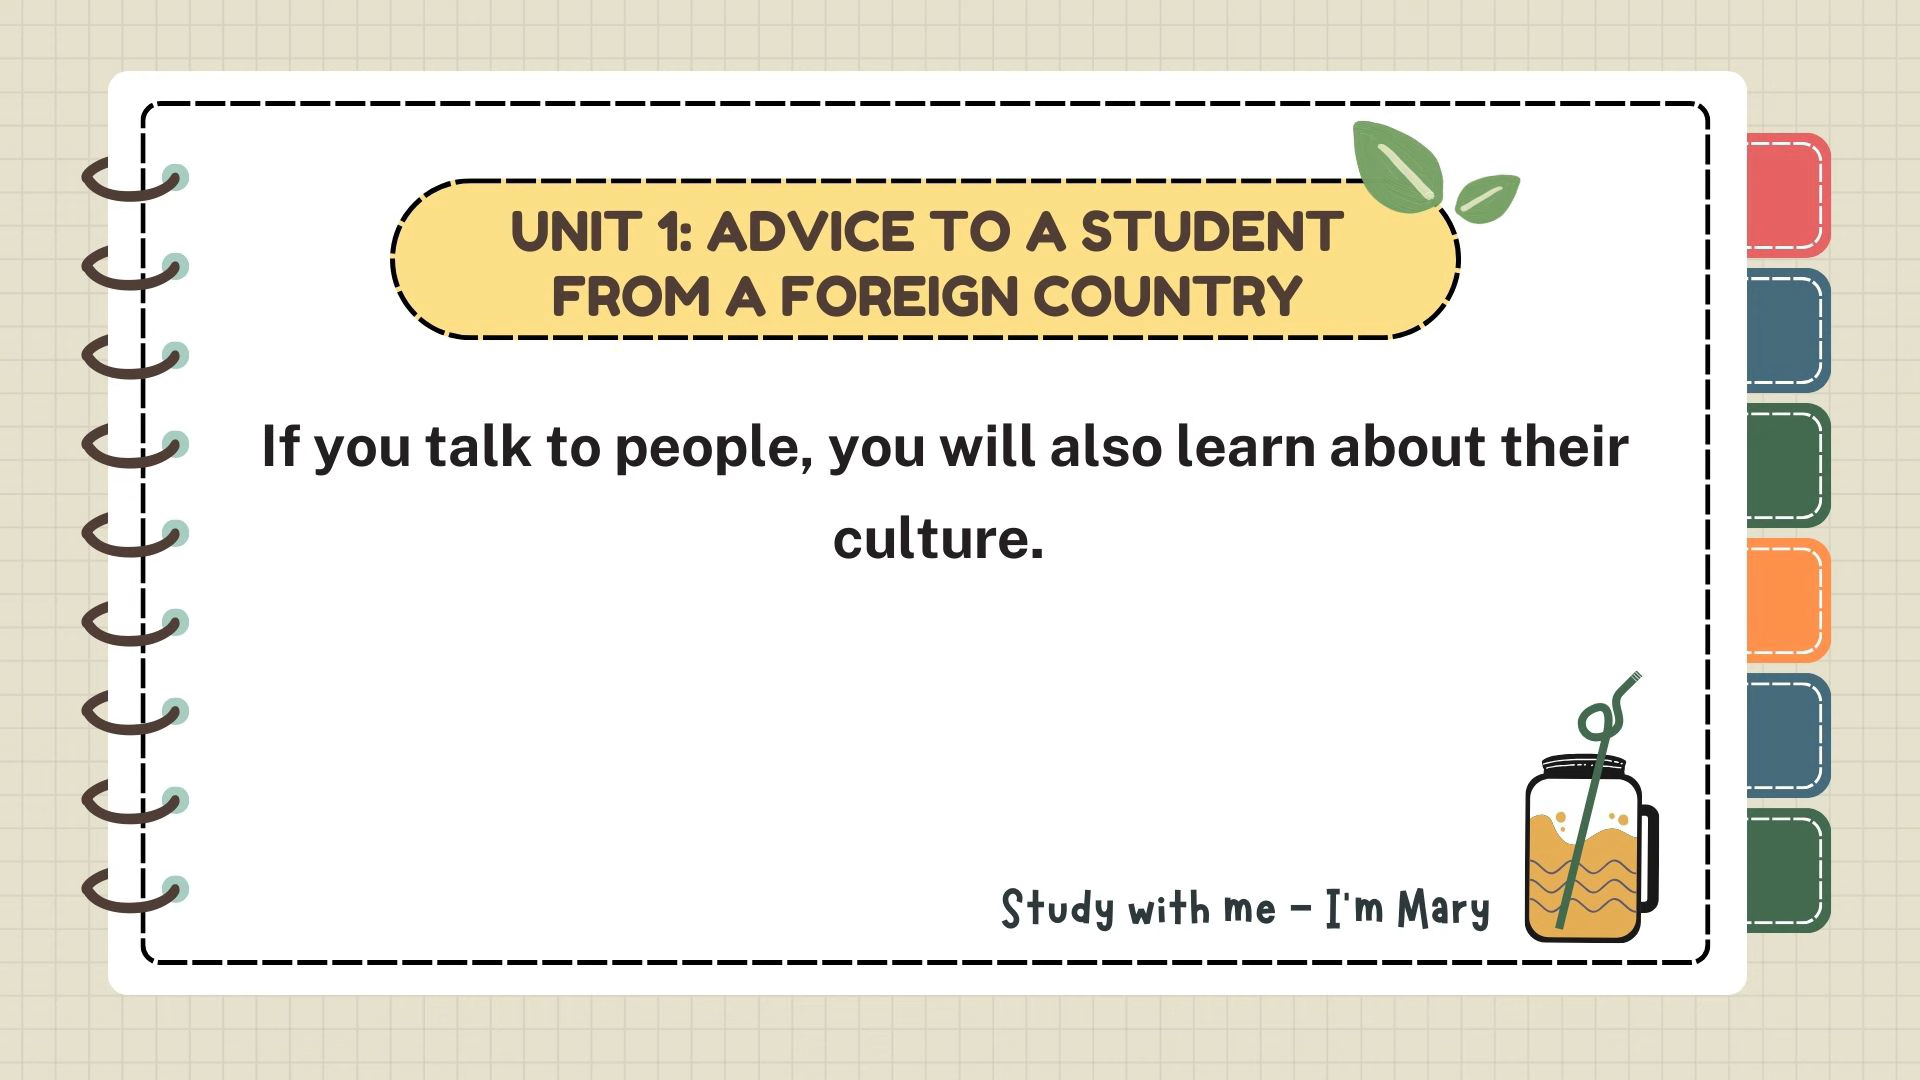 UNIT 1: ADVICE TO A STUDENT
FROM A FOREIGN COUNTRY
If you talk to people, you will also learn about their
culture.
Study with me - I'm Mary